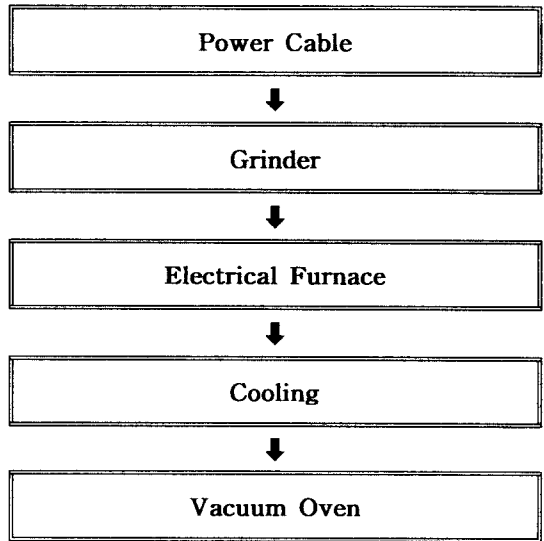 Power Cable
Grinder
Electrical Furnace
Cooling
Vacuum Oven